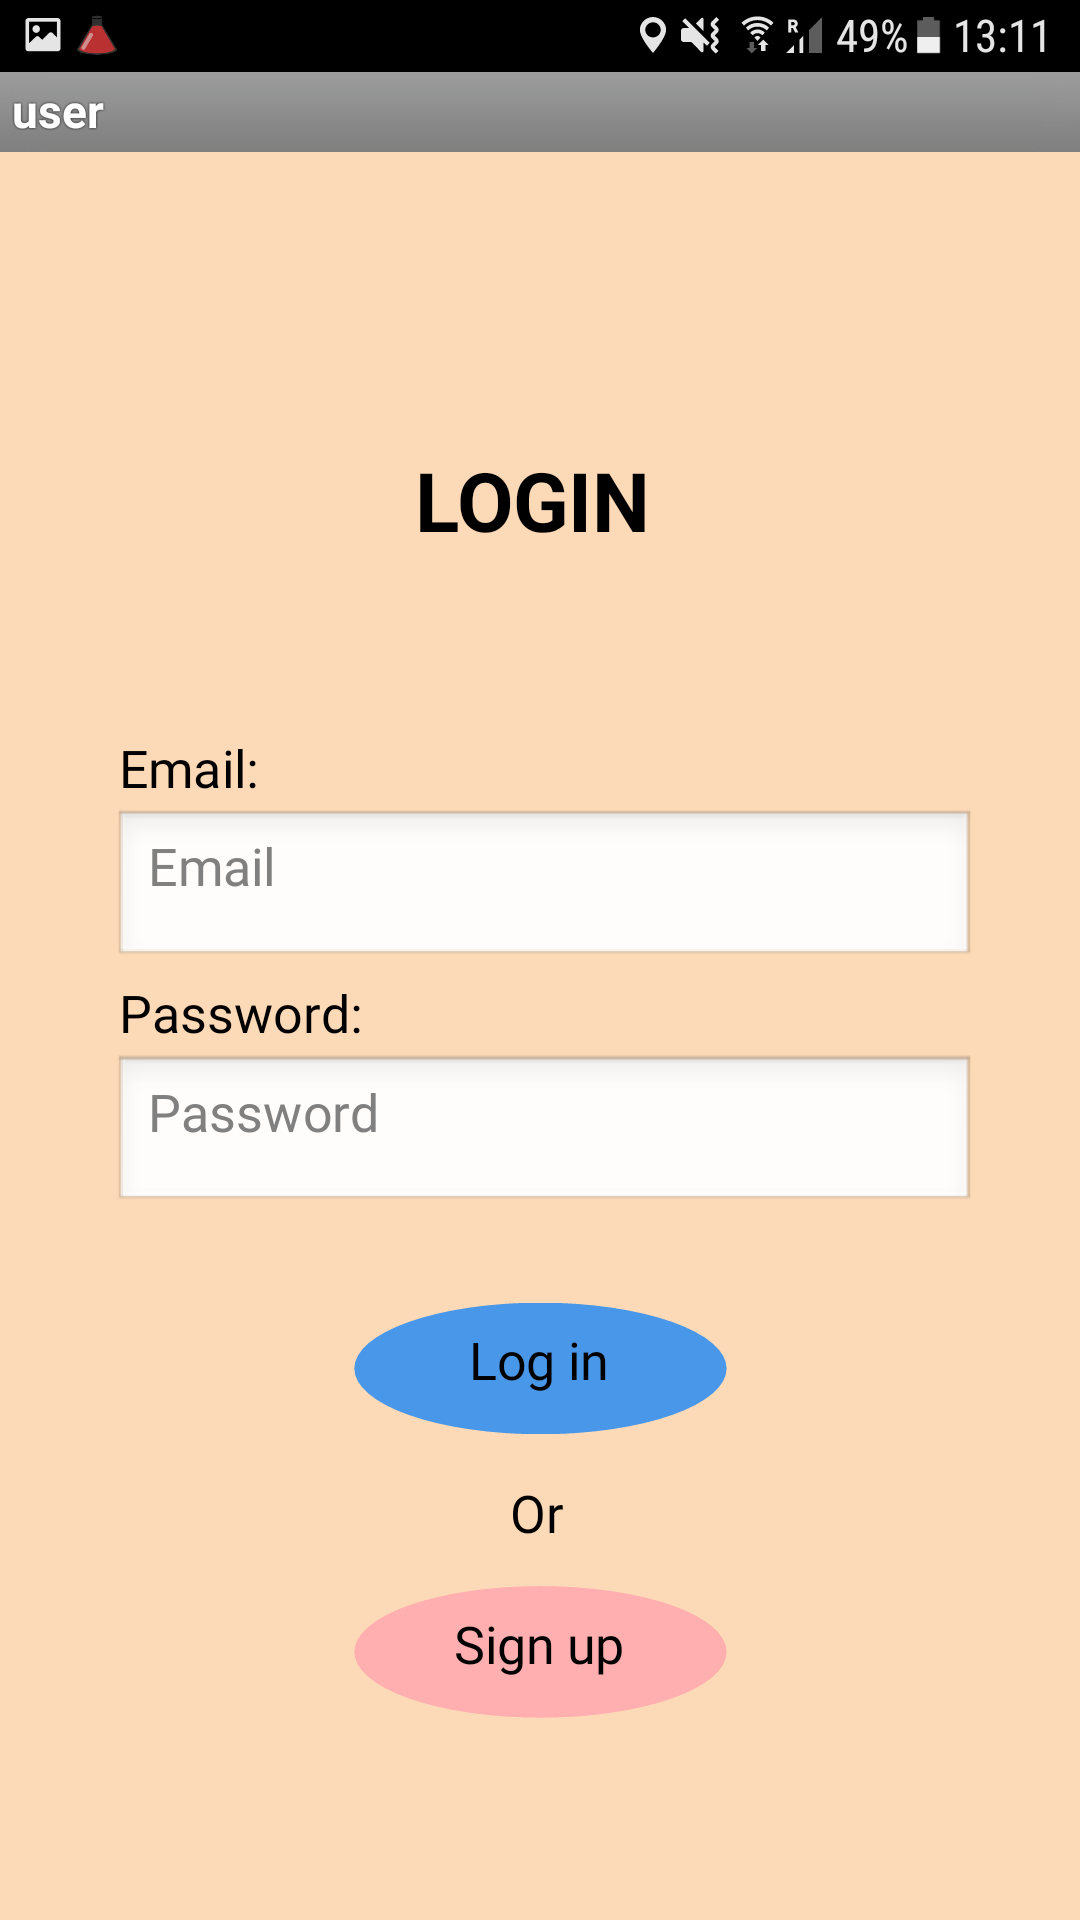 R 49% 13:11
user
LOGIN
Email:
Email
Password:
Password
Log in
Or
Sign up